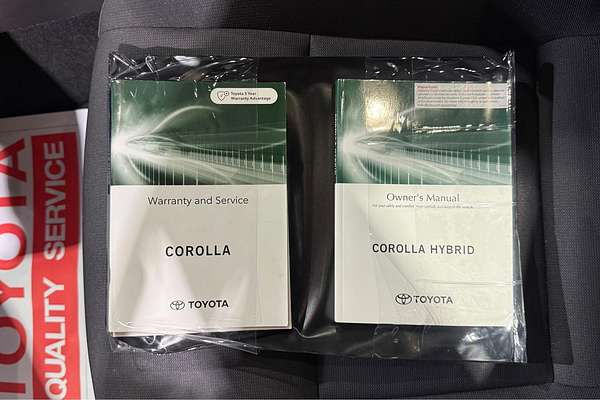 Toyota 5 Year
Warranty Advantage
Warranty and Service
COROLLA
TOYOTA
Owner's Manual
COROLLA HYBRID
TOYOTA
TOYOTA
QUALITY SERVICE